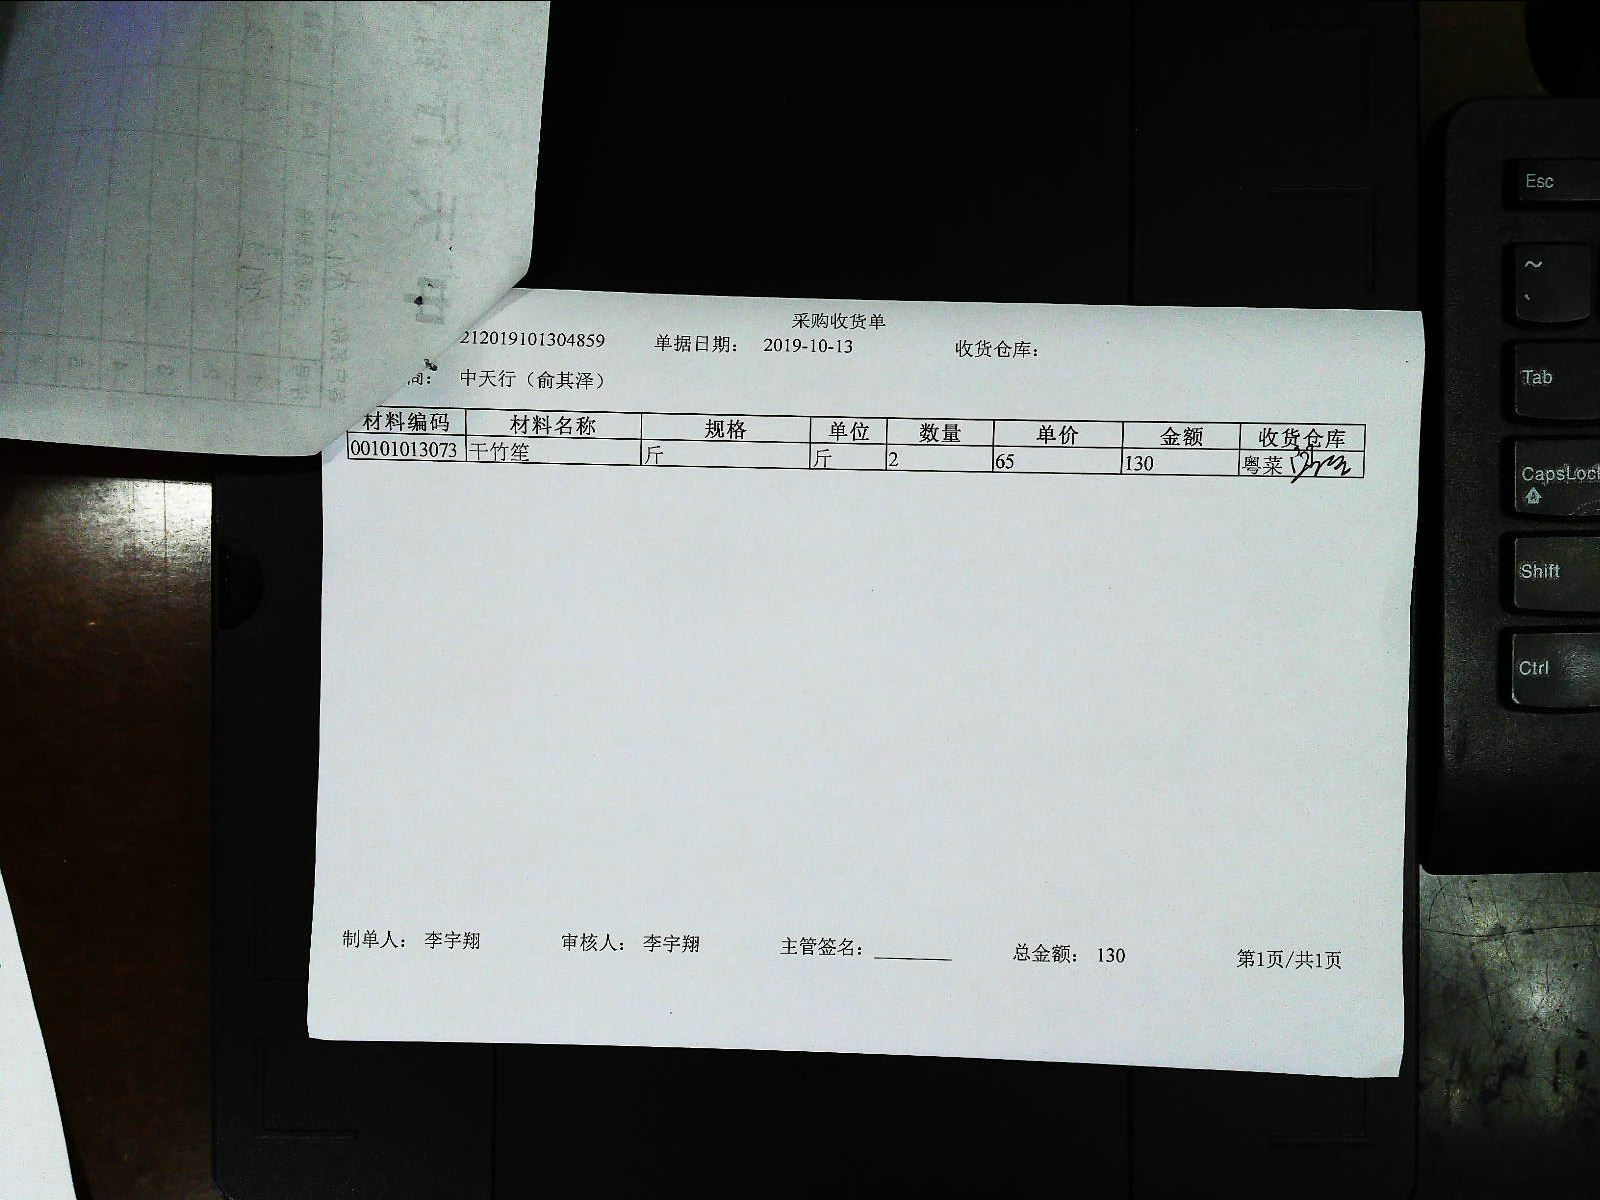 采购收货单
212019101304859 单据日期： 2019-10-13 收货仓库：
商： 中天行（俞其泽）
材料编码 材料名称 规格 单位 数量 单价 金额 收货仓库
00101013073 干竹笙 斤 斤 2 65 130 粤菜
制单人： 李宇翔 审核人： 李宇翔 主管签名： 总金额： 130 第1页/共1页
Esc
~
Tab
CapsLock
Shift
Ctrl